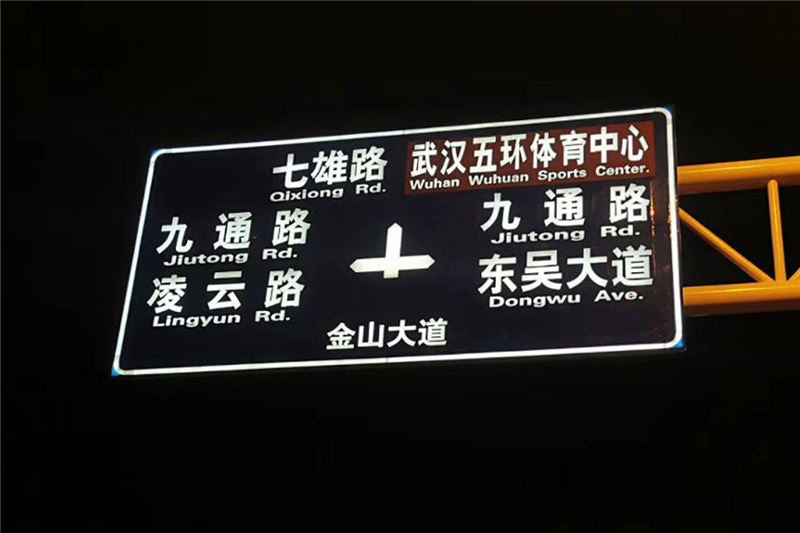 七雄路
Qixiong Rd.
武汉五环体育中心
Wuhan Wuhuan Sports Center.
九通路
Jiutong Rd.
九通路
Jiutong Rd.
凌云路
Lingyun Rd.
东吴大道
Dongwu Ave.
金山大道